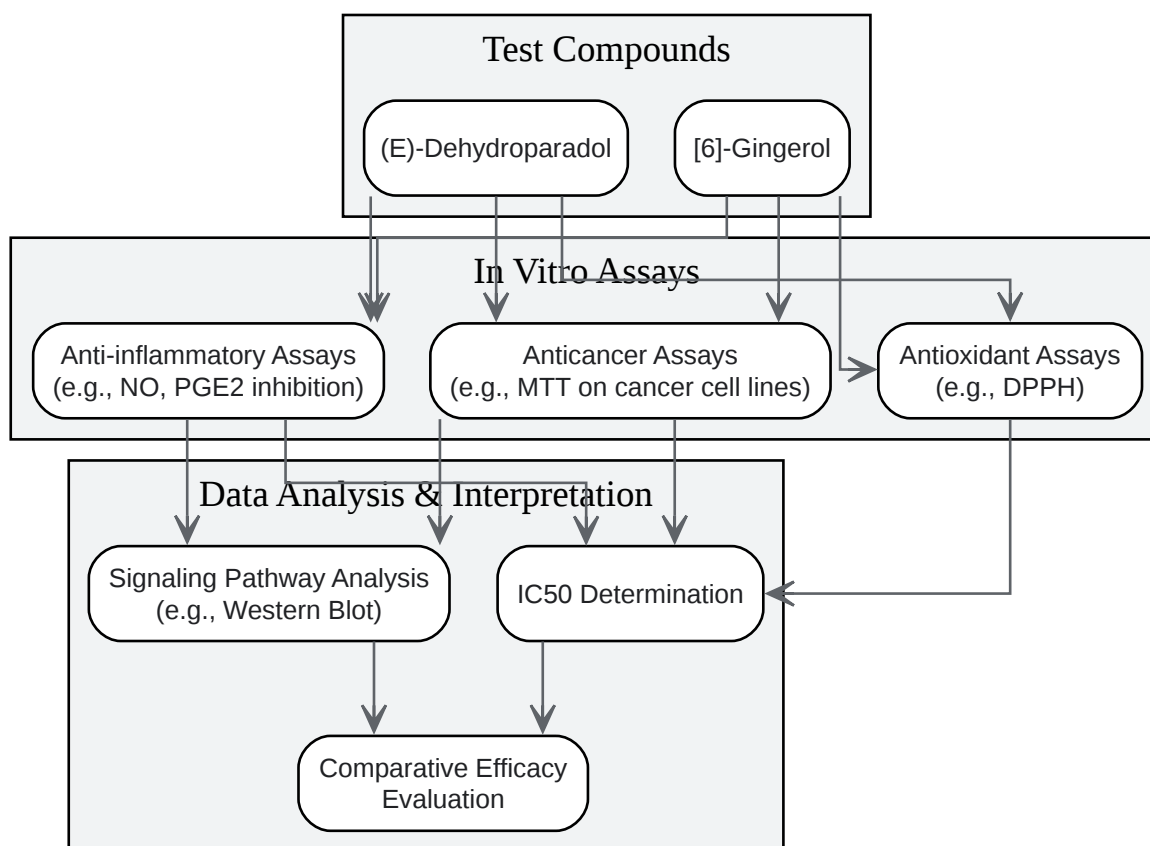 Test Compounds
(E)-Dehydroparadol
[6]-Gingerol
In Vitro Assays
Anti-inflammatory Assays
(e.g., NO, PGE2 inhibition)
Anticancer Assays
(e.g., MTT on cancer cell lines)
Antioxidant Assays
(e.g., DPPH)
Data Analysis & Interpretation
Signaling Pathway Analysis
(e.g., Western Blot)
IC50 Determination
Comparative Efficacy
Evaluation